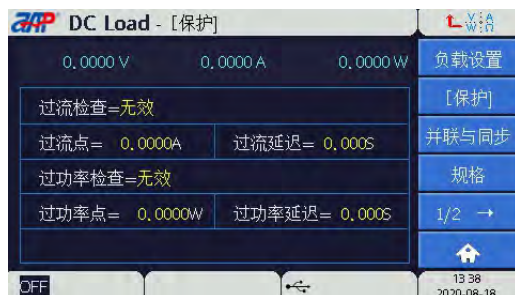 ZAP DC Load - [保护]
V A
W Ω
0.0000 V 0.0000 A 0.0000 W
负载设置
过流检查=无效
[保护]
过流点= 0.0000A 过流延迟= 0.000S
并联与同步
过功率检查=无效
规格
过功率点= 0.0000W 过功率延迟= 0.000S
1/2 →
OFF
13 38
2020-08-18